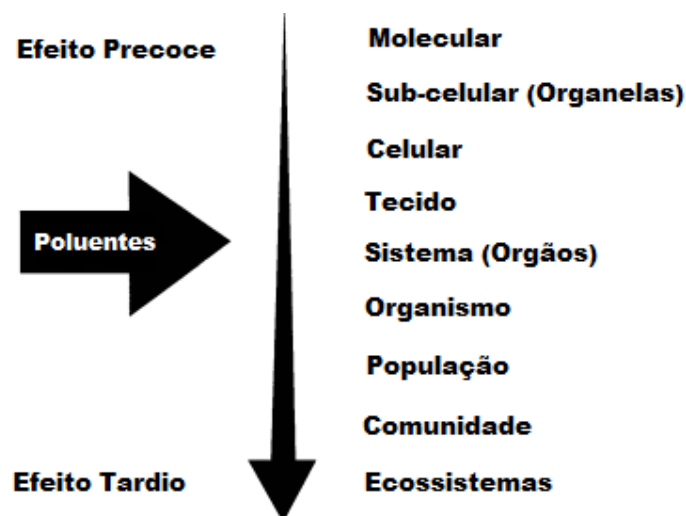 Efeito Precoce
Molecular
Sub-celular (Organelas)
Celular
Tecido
Poluentes
Sistema (Orgãos)
Organismo
População
Comunidade
Efeito Tardio
Ecossistemas